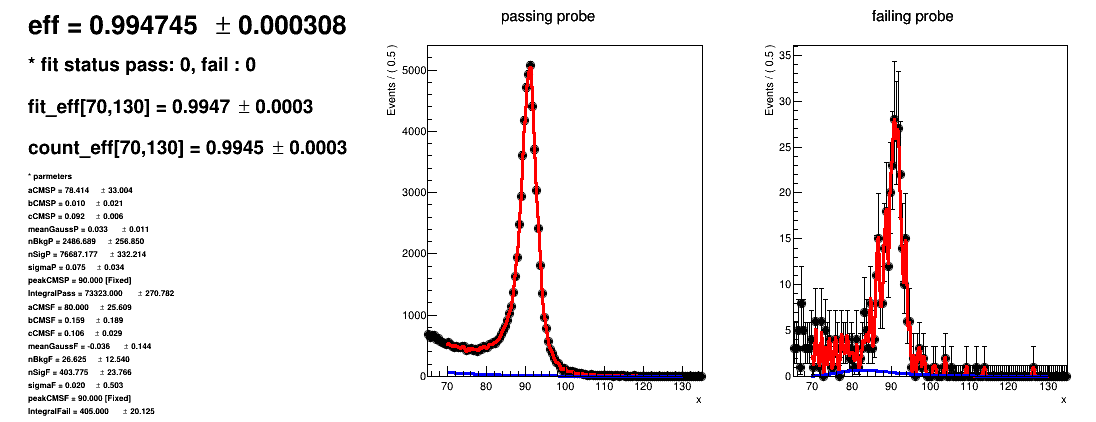 eff = 0.994745 ± 0.000308
* fit status pass: 0, fail : 0
fit_eff[70,130] = 0.9947 ± 0.0003
count_eff[70,130] = 0.9945 ± 0.0003
* parmeters
aCMSP = 78.414 ± 33.004
bCMSP = 0.010 ± 0.021
cCMSP = 0.092 ± 0.006
meanGaussP = 0.033 ± 0.011
nBkgP = 2486.689 ± 256.850
nSigP = 76687.177 ± 332.214
sigmaP = 0.075 ± 0.034
peakCMSP = 90.000 [Fixed]
IntegralPass = 73323.000 ± 270.782
aCMSF = 80.000 ± 25.609
bCMSF = 0.159 ± 0.189
cCMSF = 0.106 ± 0.029
meanGaussF = -0.036 ± 0.144
nBkgF = 26.625 ± 12.540
nSigF = 403.775 ± 23.766
sigmaF = 0.020 ± 0.503
peakCMSF = 90.000 [Fixed]
IntegralFail = 405.000 ± 20.125
passing probe
Events / ( 0.5 )
5000
4000
3000
2000
1000
0
70 80 90 100 110 120 130
x
failing probe
Events / ( 0.5 )
35
30
25
20
15
10
5
0
70 80 90 100 110 120 130
x